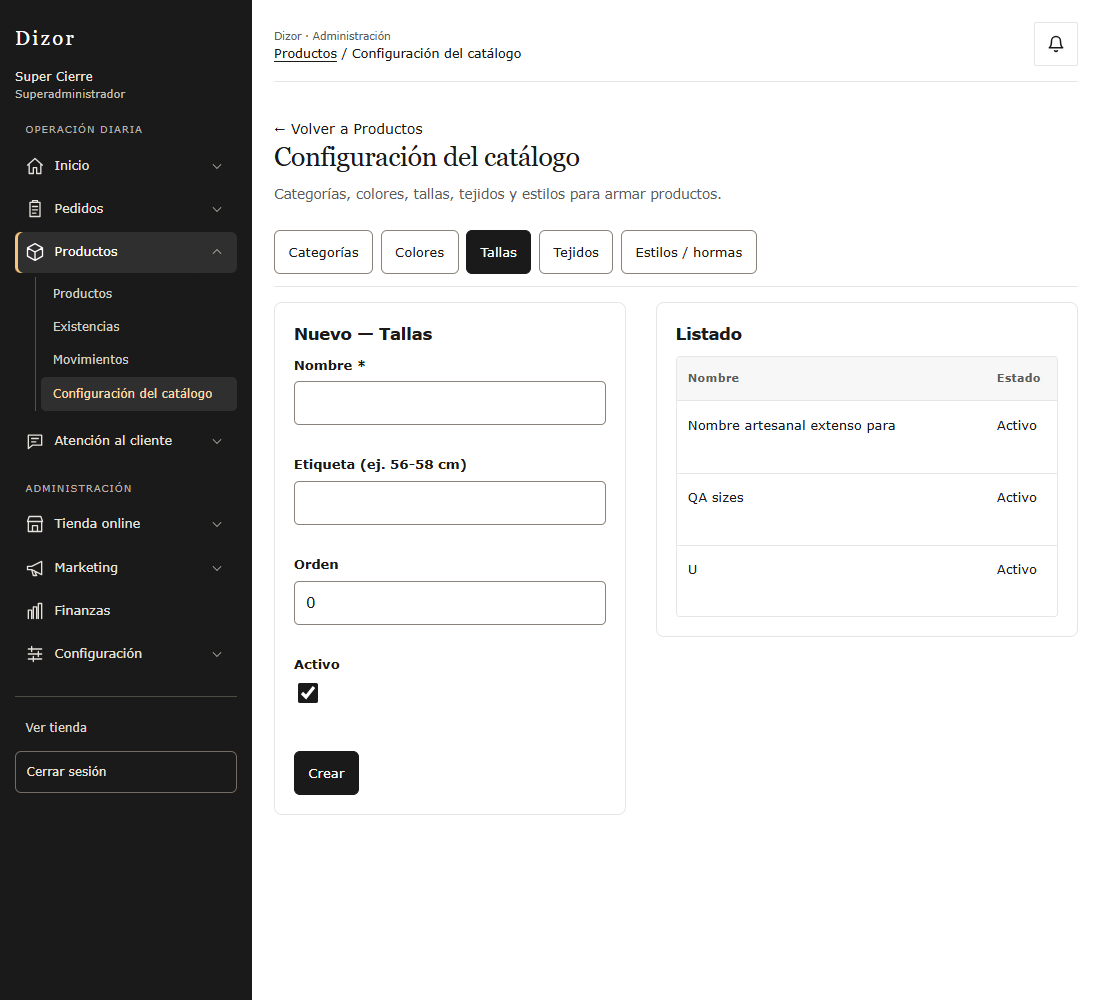 Dizor
Super Cierre
Superadministrador
OPERACIÓN DIARIA
Inicio
Pedidos
Productos
Productos
Existencias
Movimientos
Configuración del catálogo
Atención al cliente
ADMINISTRACIÓN
Tienda online
Marketing
Finanzas
Configuración
Ver tienda
Cerrar sesión
Dizor · Administración
Productos / Configuración del catálogo
← Volver a Productos
Configuración del catálogo
Categorías, colores, tallas, tejidos y estilos para armar productos.
Categorías Colores Tallas Tejidos Estilos / hormas
Nuevo — Tallas
Nombre *
Etiqueta (ej. 56-58 cm)
Orden
0
Activo
Crear
Listado
Nombre Estado
Nombre artesanal extenso para Activo
QA sizes Activo
U Activo